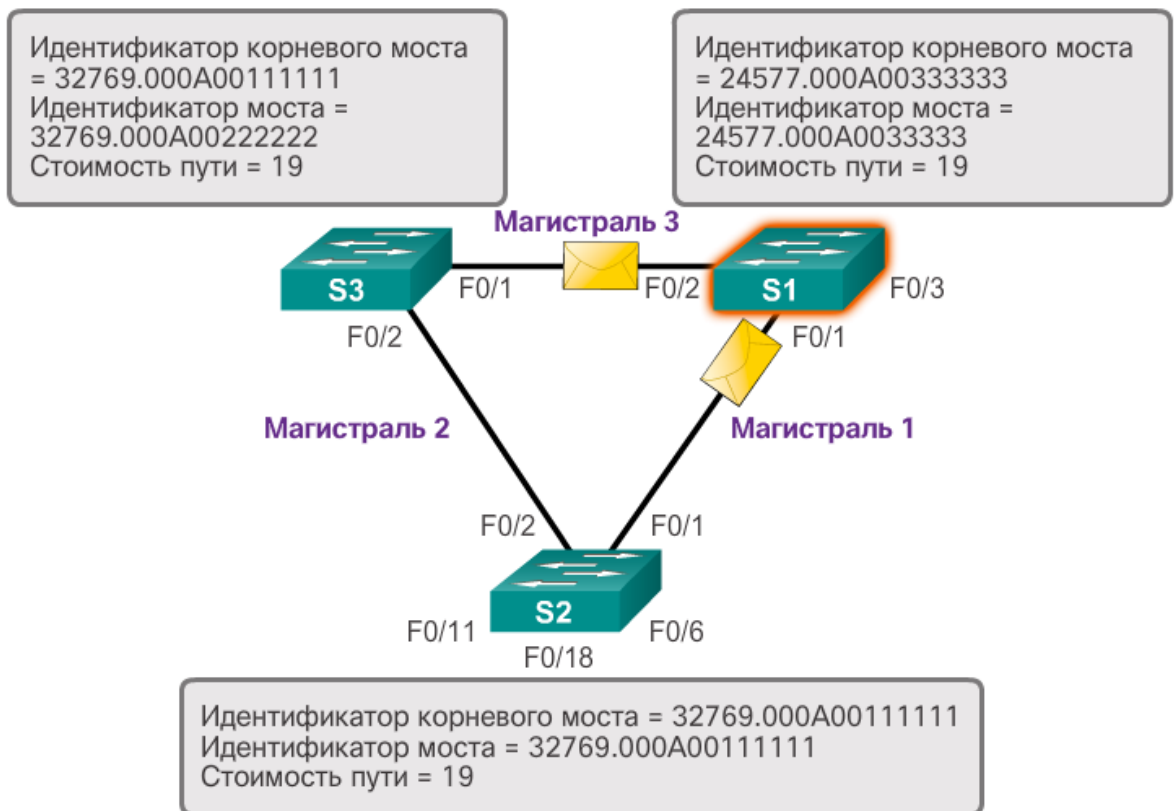 Идентификатор корневого моста
= 32769.000A00111111
Идентификатор моста =
32769.000A00222222
Стоимость пути = 19
Идентификатор корневого моста
= 24577.000A00333333
Идентификатор моста =
24577.000A0033333
Стоимость пути = 19
Магистраль 3
S3
F0/1
F0/2
S1
F0/3
F0/2
F0/1
Магистраль 2
Магистраль 1
F0/2
F0/1
S2
F0/11
F0/6
F0/18
Идентификатор корневого моста = 32769.000A00111111
Идентификатор моста = 32769.000A00111111
Стоимость пути = 19